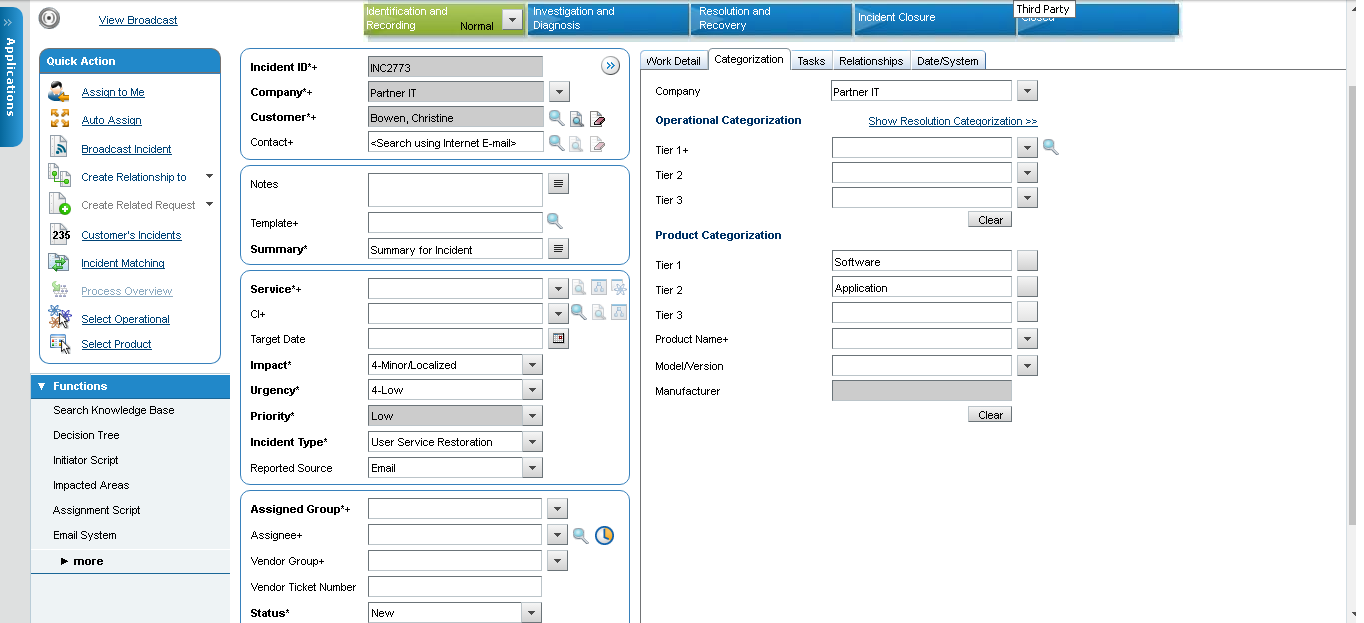 Applications
View Broadcast
Identification and
Recording
Normal
Investigation and
Diagnosis
Resolution and
Recovery
Incident Closure
Closed
Third Party
Quick Action
Assign to Me
Auto Assign
Broadcast Incident
Create Relationship to
Create Related Request
235
Customer's Incidents
Incident Matching
Process Overview
Select Operational
Select Product
Functions
Search Knowledge Base
Decision Tree
Initiator Script
Impacted Areas
Assignment Script
Email System
more
Incident ID*+
INC2773
Company*+
Partner IT
Customer*+
Bowen, Christine
Contact+
<Search using Internet E-mail>
Notes
Template+
Summary*
Summary for Incident
Service*+
CI+
Target Date
Impact*
4-Minor/Localized
Urgency*
4-Low
Priority*
Low
Incident Type*
User Service Restoration
Reported Source
Email
Assigned Group*+
Assignee+
Vendor Group+
Vendor Ticket Number
Status*
New
Work Detail
Categorization
Tasks
Relationships
Date/System
Company
Partner IT
Operational Categorization
Show Resolution Categorization >>
Tier 1+
Tier 2
Tier 3
Clear
Product Categorization
Tier 1
Software
Tier 2
Application
Tier 3
Product Name+
Model/Version
Manufacturer
Clear